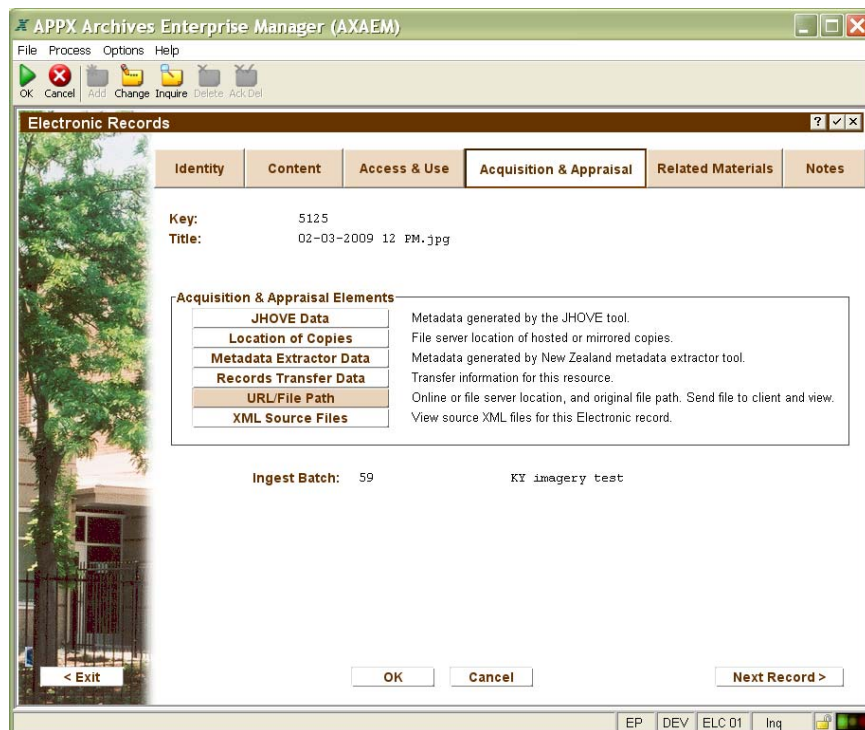 APPX Archives Enterprise Manager (AXAEM)
File Process Options Help
OK Cancel Add Change Inquire Delete Ack Del
Electronic Records ?
Identity Content Access & Use Acquisition & Appraisal Related Materials Notes
Key: 5125
Title: 02-03-2009 12 PM.jpg
Acquisition & Appraisal Elements
JHOVE Data Metadata generated by the JHOVE tool.
Location of Copies File server location of hosted or mirrored copies.
Metadata Extractor Data Metadata generated by New Zealand metadata extractor tool.
Records Transfer Data Transfer information for this resource.
URL/File Path Online or file server location, and original file path. Send file to client and view.
XML Source Files View source XML files for this Electronic record.
Ingest Batch: 59 KY imagery test
< Exit OK Cancel Next Record >
EP DEV ELC 01 Inq